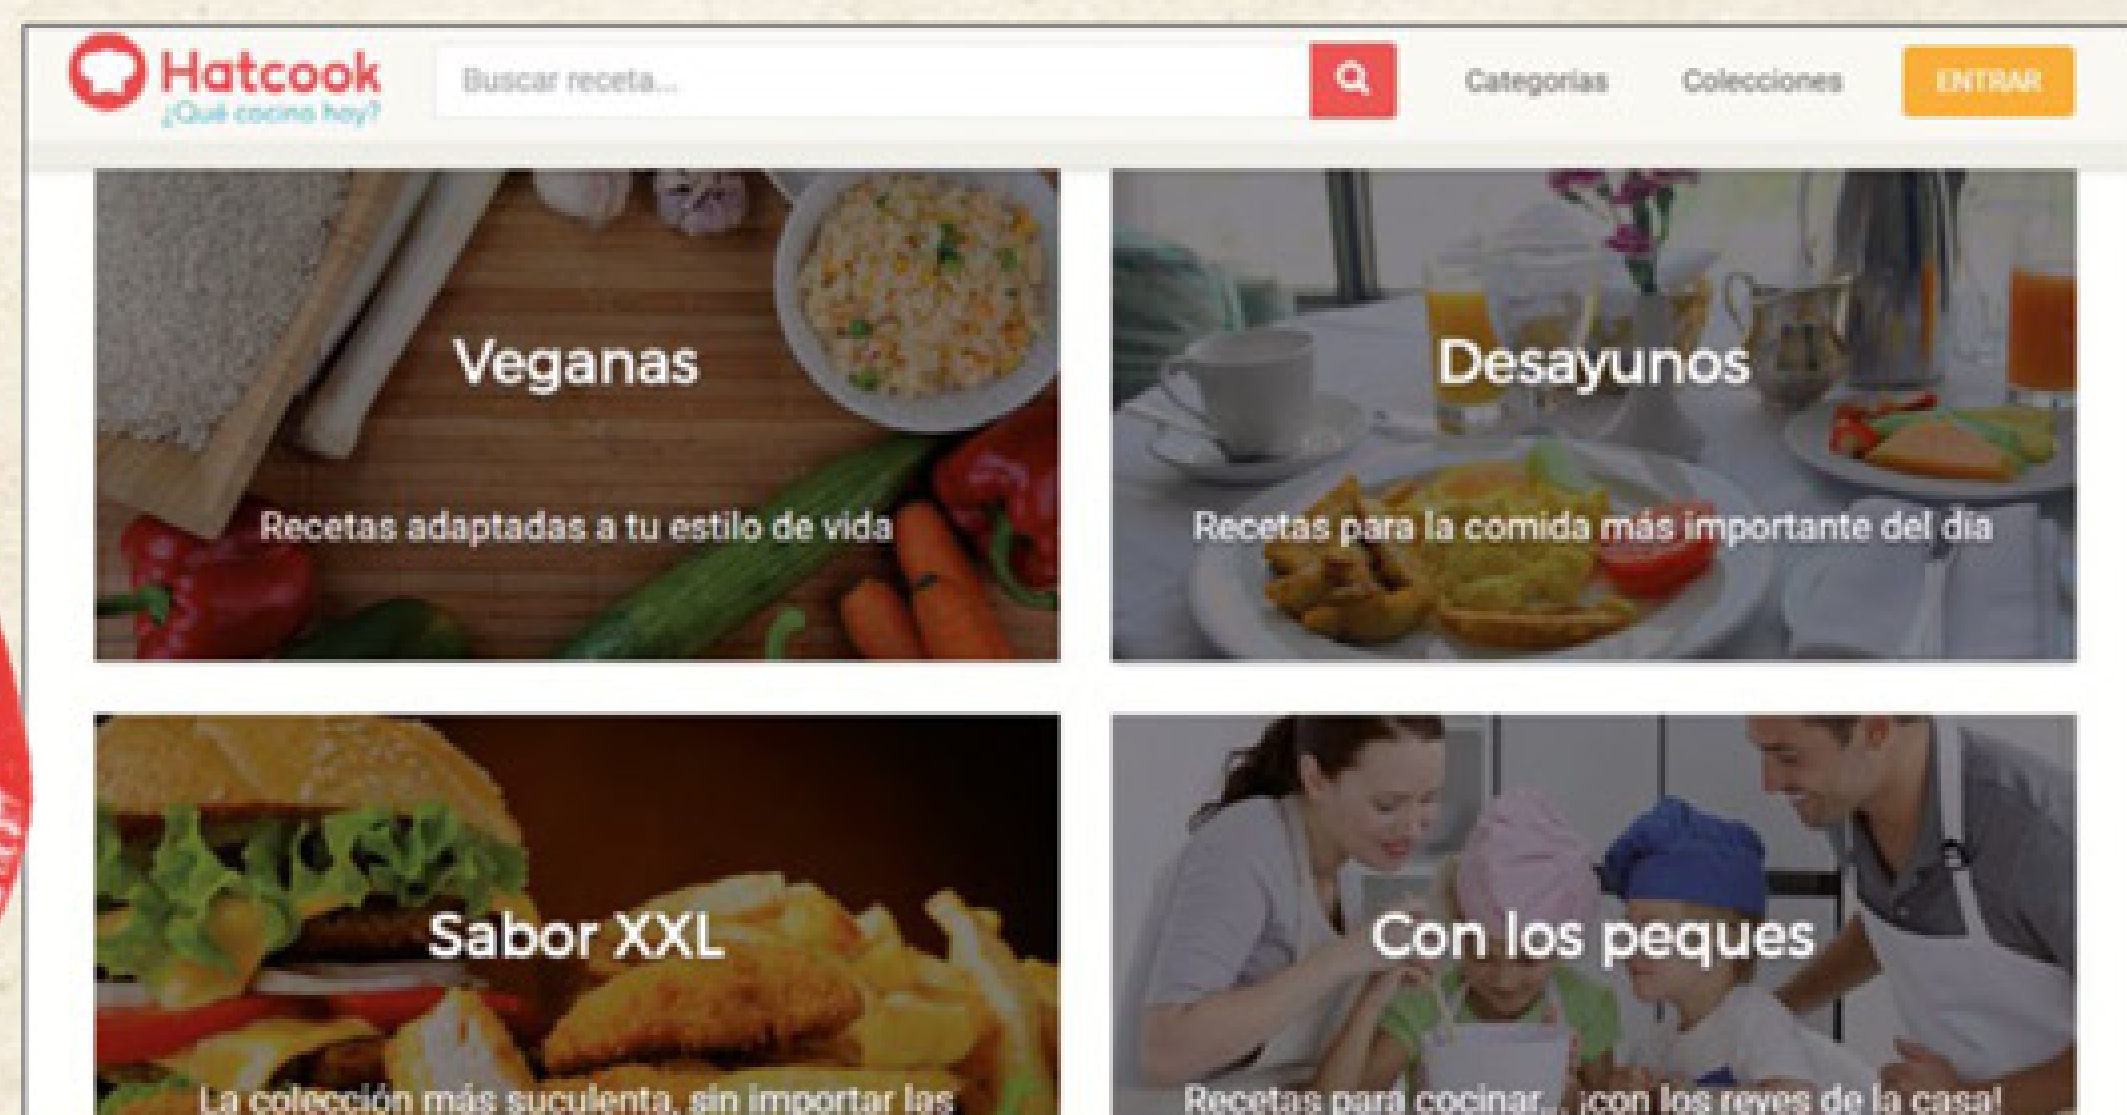 Hatcook
¿Qué cocino hoy?
Buscar receta...
Categorias
Colecciones
ENTRAR
Veganas
Recetas adaptadas a tu estilo de vida
Desayunos
Recetas para la comida más importante del día
Sabor XXL
La colección más suculenta, sin importar las
Con los peques
Recetas para cocinar... ¡con los reyes de la casa!